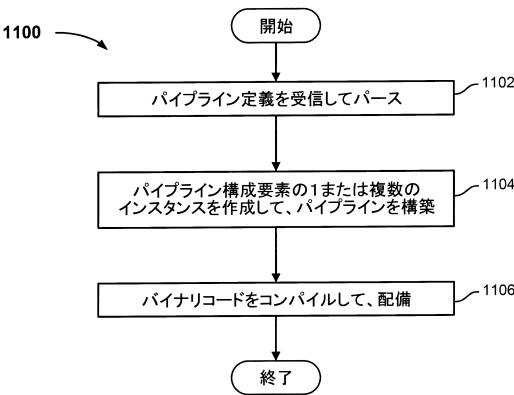 1100
開始
パイプライン定義を受信してパース
1102
パイプライン構成要素の1または複数の
インスタンスを作成して、パイプラインを構築
1104
バイナリコードをコンパイルして、配備
1106
終了